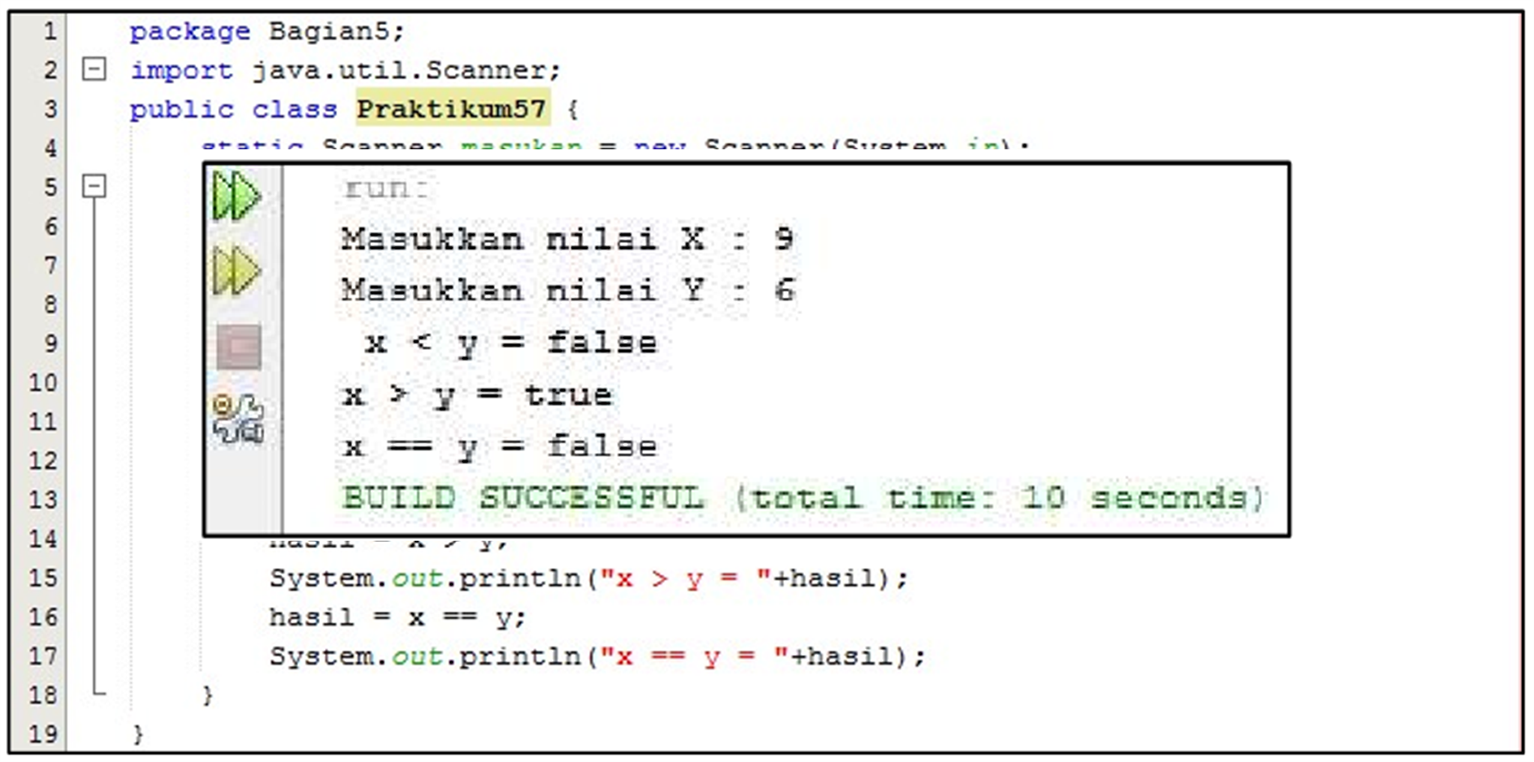 1 package Bagian5;
2 import java.util.Scanner;
3 public class Praktikum57 {
4 static Scanner masukan = new Scanner(System.in);
5
6
7
8
9
10
11
12
13
run:
Masukkan nilai X : 9
Masukkan nilai Y : 6
x < y = false
x > y = true
x == y = false
BUILD SUCCESSFUL (total time: 10 seconds)
14 hasil = x > y;
15 System.out.println("x > y = "+hasil);
16 hasil = x == y;
17 System.out.println("x == y = "+hasil);
18 }
19 }